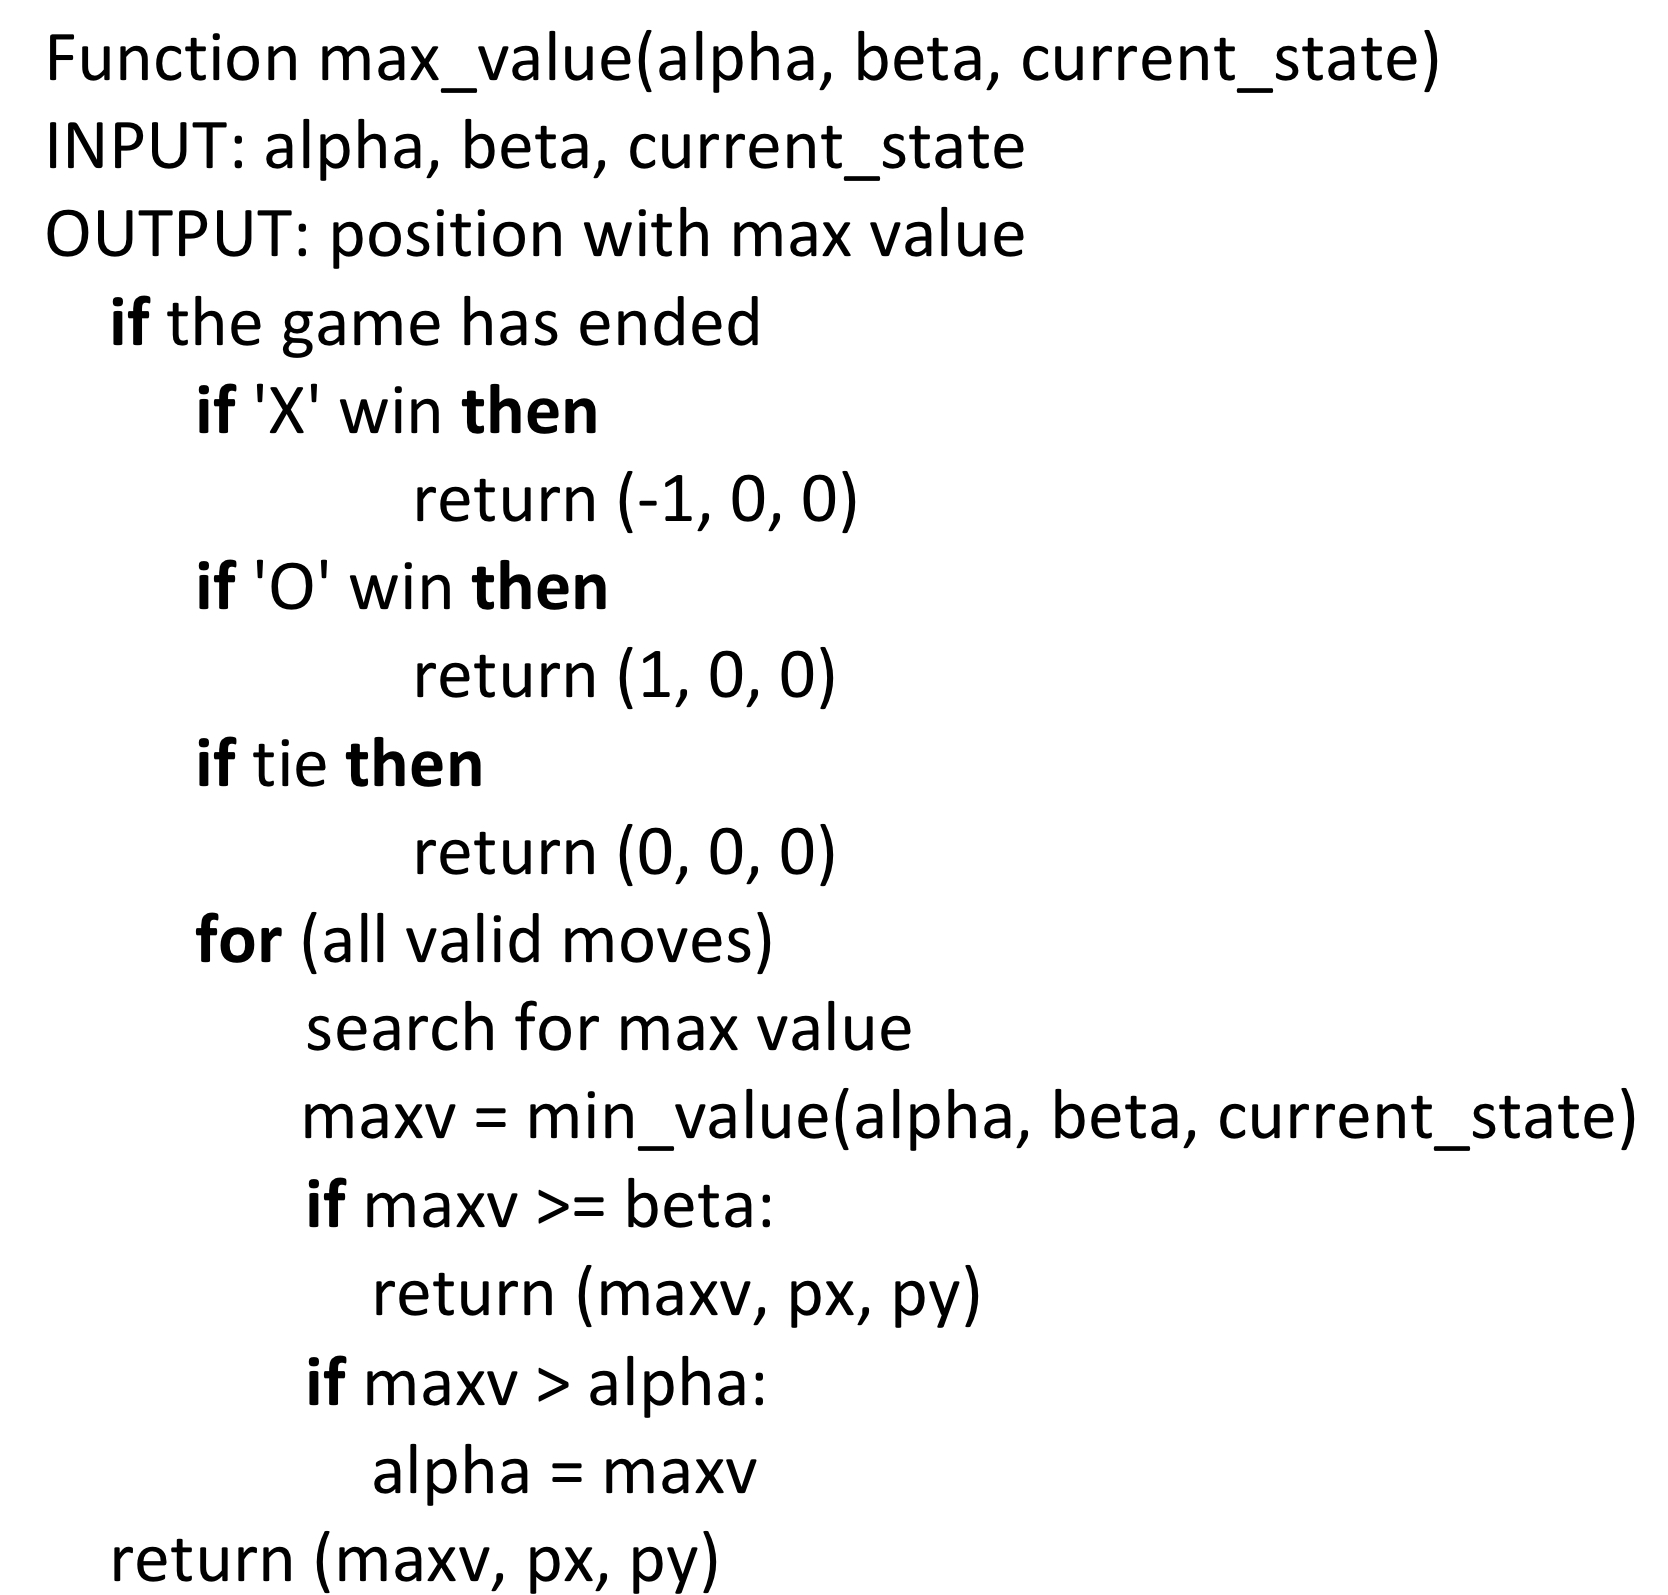 Function max_value(alpha, beta, current_state)
INPUT: alpha, beta, current_state
OUTPUT: position with max value
if the game has ended
if 'X' win then
return (-1, 0, 0)
if 'O' win then
return (1, 0, 0)
if tie then
return (0, 0, 0)
for (all valid moves)
search for max value
maxv = min_value(alpha, beta, current_state)
if maxv >= beta:
return (maxv, px, py)
if maxv > alpha:
alpha = maxv
return (maxv, px, py)